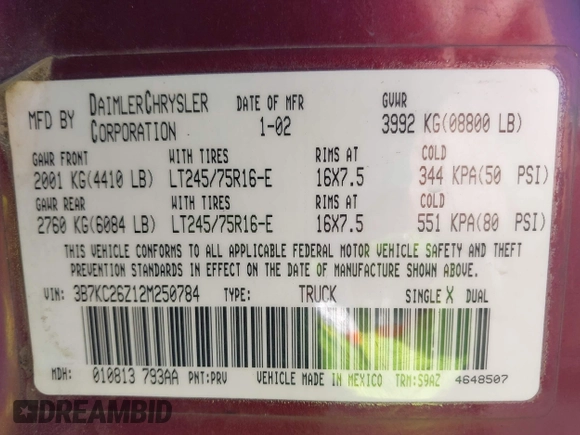 MFD BY DAIMLERCHRYSLER CORPORATION DATE OF MFR 1-02 GVWR 3992 KG(08800 LB)
GAWR FRONT WITH TIRES RIMS AT COLD
2001 KG(4410 LB) LT245/75R16-E 16X7.5 344 KPA(50 PSI)
GAWR REAR WITH TIRES RIMS AT COLD
2760 KG(6084 LB) LT245/75R16-E 16X7.5 551 KPA(80 PSI)
THIS VEHICLE CONFORMS TO ALL APPLICABLE FEDERAL MOTOR VEHICLE SAFETY AND THEFT
PREVENTION STANDARDS IN EFFECT ON THE DATE OF MANUFACTURE SHOWN ABOVE.
VIN: 3B7KC26Z12M250784 TYPE: TRUCK SINGLE X DUAL
MDH: 010813 793AA PNT:PRV VEHICLE MADE IN MEXICO TRM:S9AZ 4648507
DREAMBID